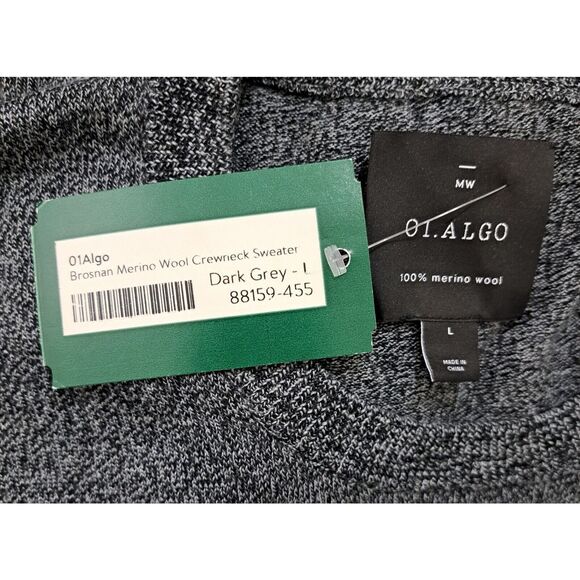 01Algo
Brosnan Merino Wool Crewneck Sweater
Dark Grey - L
88159-455
MW
01.ALGO
100% merino wool
L
MADE IN
CHINA